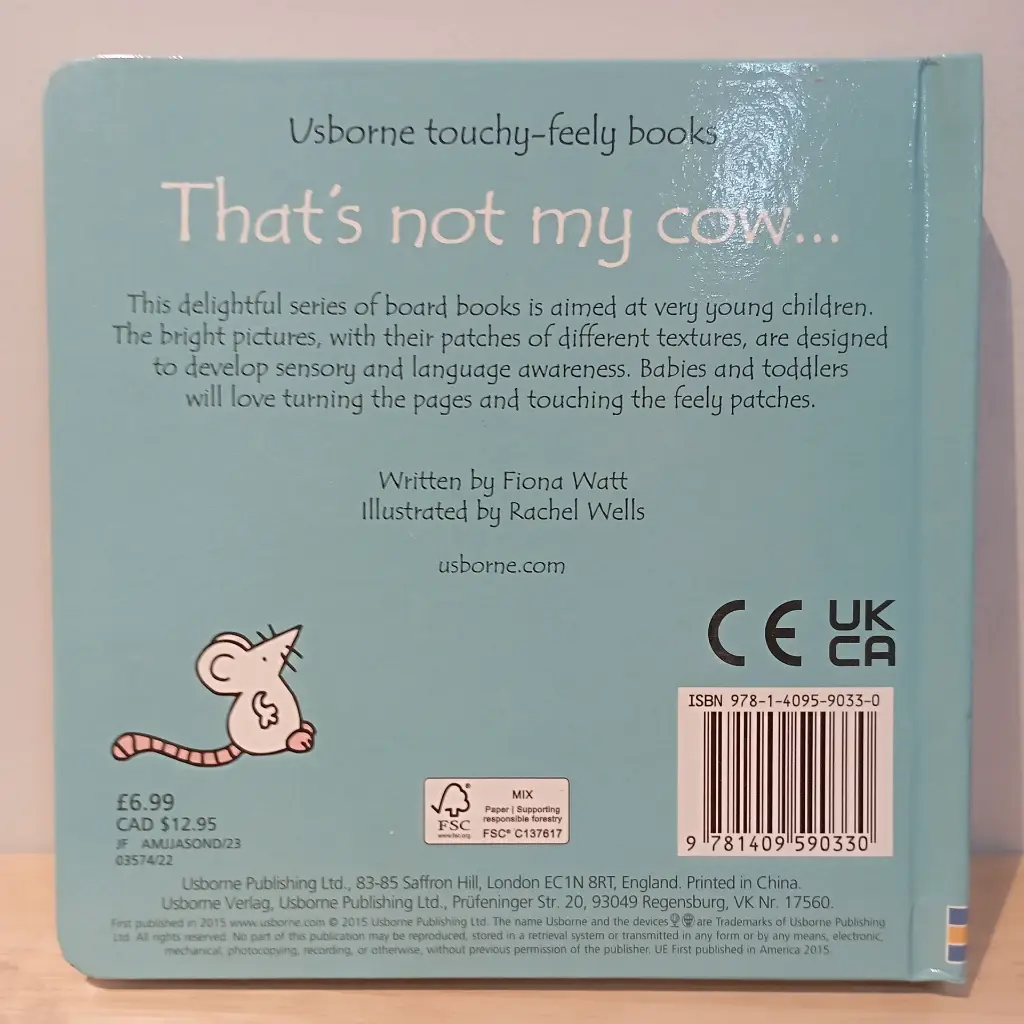 Usborne touchy-feely books
That's not my cow...
This delightful series of board books is aimed at very young children.
The bright pictures, with their patches of different textures, are designed
to develop sensory and language awareness. Babies and toddlers
will love turning the pages and touching the feely patches.
Written by Fiona Watt
Illustrated by Rachel Wells
usborne.com
CE UK
CA
ISBN 978-1-4095-9033-0
9 781409 590330
£6.99
CAD $12.95
JF AMJJASOND/23
03574/22
FSC
www.fsc.org
MIX
Paper | Supporting
responsible forestry
FSC® C137617
Usborne Publishing Ltd., 83-85 Saffron Hill, London EC1N 8RT, England. Printed in China.
Usborne Verlag, Usborne Publishing Ltd., Prüfeninger Str. 20, 93049 Regensburg, VK Nr. 17560.
First published in 2015 www.usborne.com © 2015 Usborne Publishing Ltd. The name Usborne and the devices are Trademarks of Usborne Publishing
Ltd. All rights reserved. No part of this publication may be reproduced, stored in a retrieval system or transmitted in any form or by any means, electronic,
mechanical, photocopying, recording, or otherwise, without previous permission of the publisher. UE First published in America 2015.